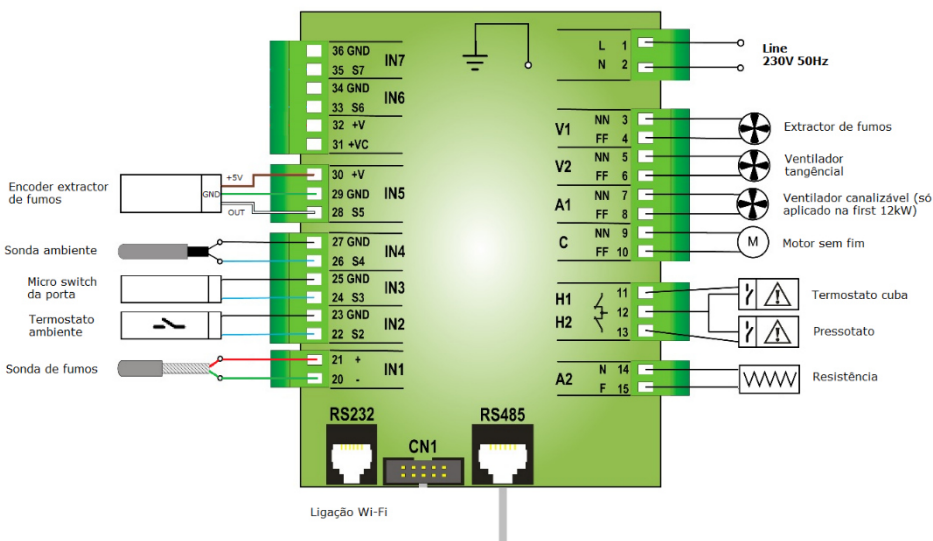 36 GND
35 S7
IN7
34 GND
33 S6
IN6
32 +V
31 +VC
30 +V
29 GND
28 S5
IN5
27 GND
26 S4
IN4
25 GND
24 S3
IN3
23 GND
22 S2
IN2
21 +
20 -
IN1
Encoder extractor
de fumos
+5V
GND
OUT
Sonda ambiente
Micro switch
da porta
Termostato
ambiente
Sonda de fumos
L 1
N 2
Line
230V 50Hz
V1
NN 3
FF 4
Extractor de fumos
V2
NN 5
FF 6
Ventilador
tangêncial
A1
NN 7
FF 8
Ventilador canalizável (só
aplicado na first 12kW)
C
NN 9
FF 10
M
Motor sem fim
H1
H2
11
12
13
Termostato cuba
Pressotato
A2
N 14
F 15
Resistência
RS232
CN1
RS485
Ligação Wi-Fi